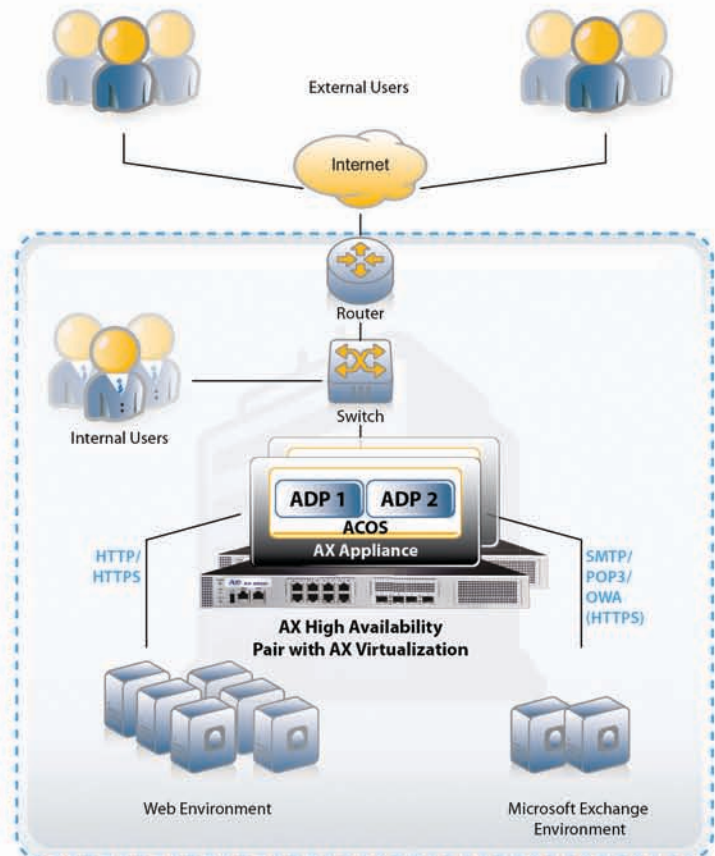 External Users
Internet
Router
Internal Users
Switch
ADP 1
ADP 2
ACOS
AX Appliance
HTTP/
HTTPS
SMTP/
POP3/
OWA
(HTTPS)
AX High Availability
Pair with AX Virtualization
Web Environment
Microsoft Exchange
Environment